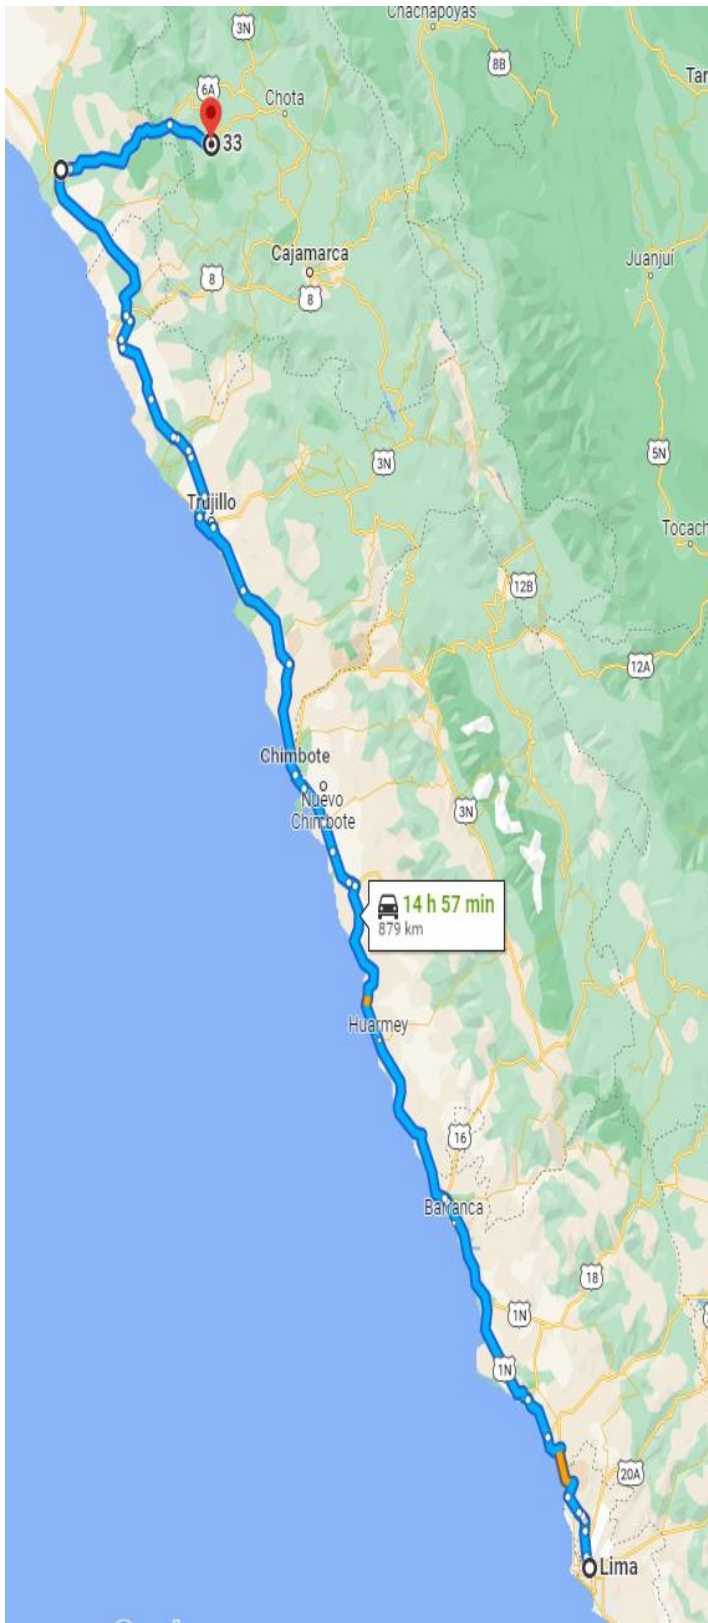 Chachapoyas
3N
8B
Tar
6A
Chota
33
Cajamarca
8
8
Juanjui
3N
5N
Trujillo
Tocach
12B
12A
Chimbote
Nuevo
Chimbote
3N
14 h 57 min
879 km
Huarmey
16
Barranca
18
1N
1N
20A
Lima